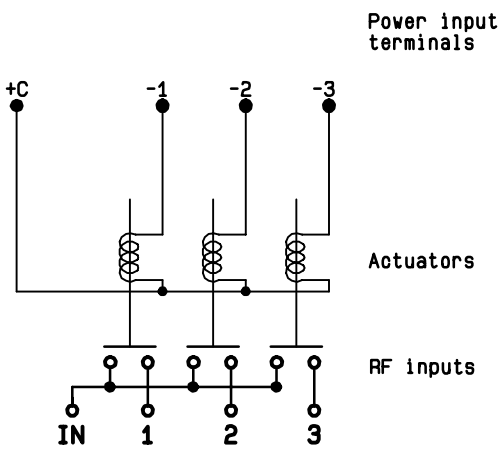 Power input
terminals
+C -1 -2 -3
Actuators
RF inputs
IN 1 2 3